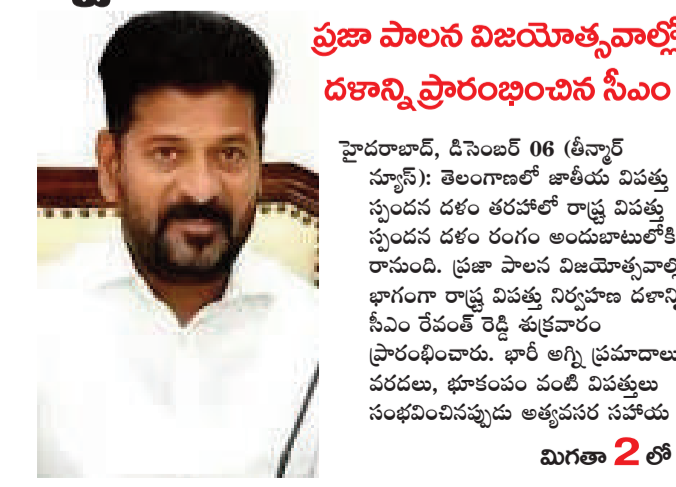 ప్రజా పాలన విజయోత్సవాల్లో
దళాన్ని ప్రారంభించిన సీఎం
హైదరాబాద్, డిసెంబర్ 06 (తీన్మార్
న్యూస్): తెలంగాణలో జాతీయ విపత్తు
స్పందన దళం తరహాలో రాష్ట్ర విపత్తు
స్పందన దళం రంగం అందుబాటులోకి
రానుంది. ప్రజా పాలన విజయోత్సవాల్లో
భాగంగా రాష్ట్ర విపత్తు నిర్వహణ దళాన్ని
సీఎం రేవంత్ రెడ్డి శుక్రవారం
ప్రారంభించారు. భారీ అగ్ని ప్రమాదాలు
వరదలు, భూకంపం వంటి విపత్తులు
సంభవించినప్పుడు అత్యవసర సహాయ
మిగతా 2 లో